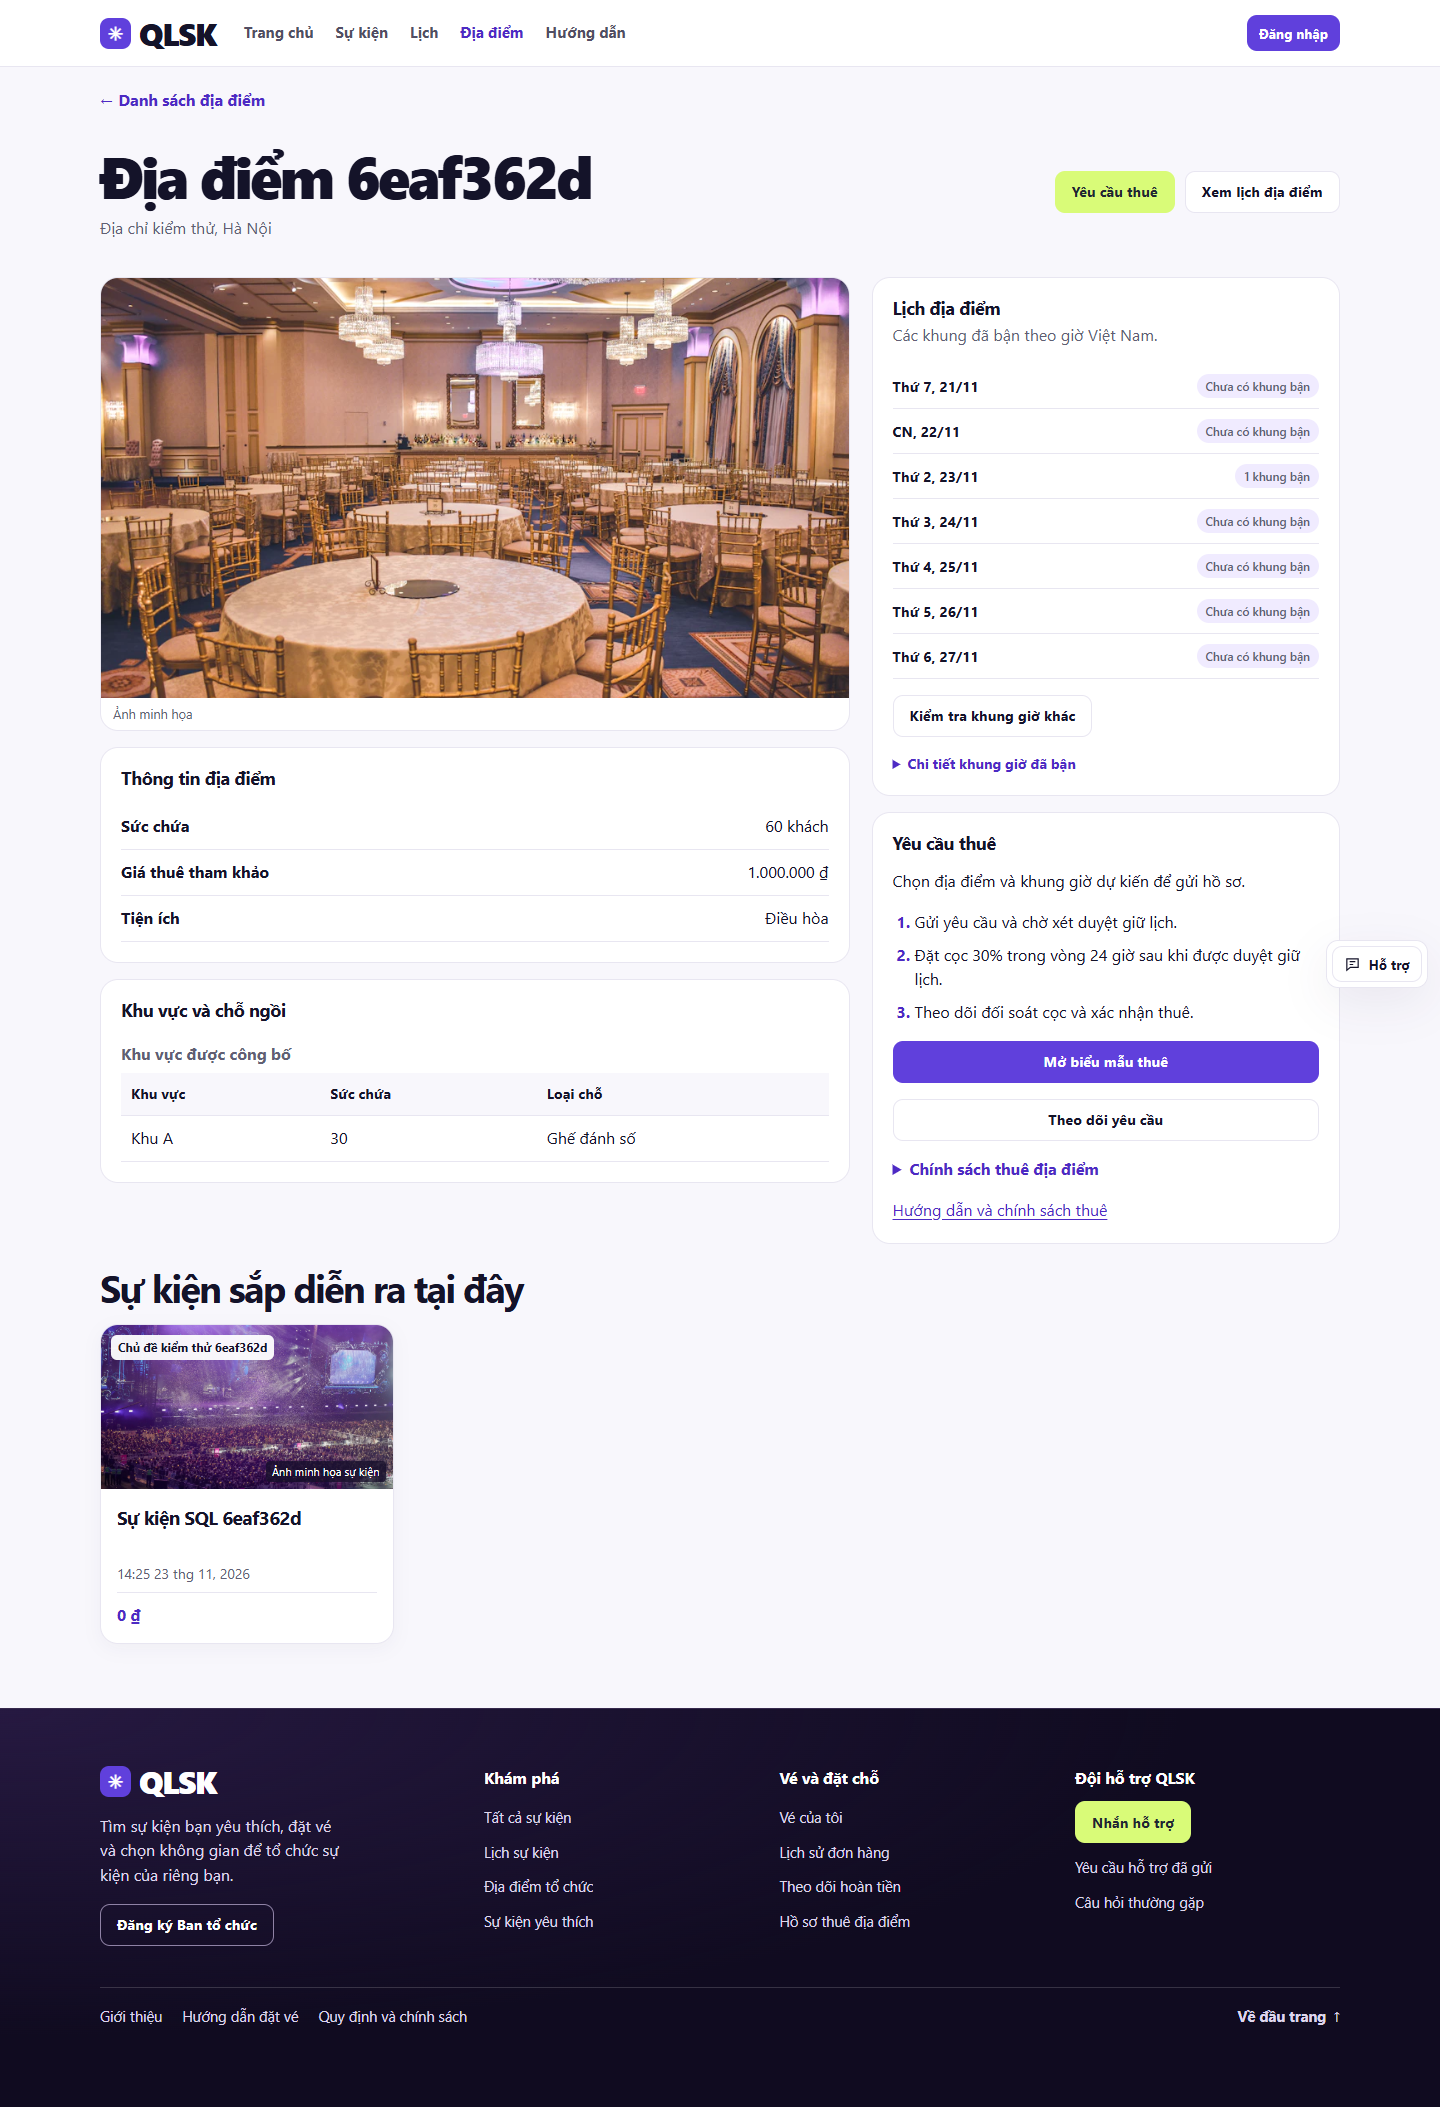 QLSK
Trang chủ
Sự kiện
Lịch
Địa điểm
Hướng dẫn
Đăng nhập
← Danh sách địa điểm
Địa điểm 6eaf362d
Địa chỉ kiểm thử, Hà Nội
Yêu cầu thuê
Xem lịch địa điểm
Ảnh minh họa
Thông tin địa điểm
Sức chứa 60 khách
Giá thuê tham khảo 1.000.000 ₫
Tiện ích Điều hòa
Khu vực và chỗ ngồi
Khu vực được công bố
Khu vực Sức chứa Loại chỗ
Khu A 30 Ghế đánh số
Lịch địa điểm
Các khung đã bận theo giờ Việt Nam.
Thứ 7, 21/11 Chưa có khung bận
CN, 22/11 Chưa có khung bận
Thứ 2, 23/11 1 khung bận
Thứ 3, 24/11 Chưa có khung bận
Thứ 4, 25/11 Chưa có khung bận
Thứ 5, 26/11 Chưa có khung bận
Thứ 6, 27/11 Chưa có khung bận
Kiểm tra khung giờ khác
▶ Chi tiết khung giờ đã bận
Yêu cầu thuê
Chọn địa điểm và khung giờ dự kiến để gửi hồ sơ.
1. Gửi yêu cầu và chờ xét duyệt giữ lịch.
2. Đặt cọc 30% trong vòng 24 giờ sau khi được duyệt giữ
lịch.
3. Theo dõi đối soát cọc và xác nhận thuê.
Mở biểu mẫu thuê
Theo dõi yêu cầu
▶ Chính sách thuê địa điểm
Hướng dẫn và chính sách thuê
Hỗ trợ
Sự kiện sắp diễn ra tại đây
Chủ đề kiểm thử 6eaf362d
Ảnh minh họa sự kiện
Sự kiện SQL 6eaf362d
14:25 23 thg 11, 2026
0 ₫
QLSK
Tìm sự kiện bạn yêu thích, đặt vé
và chọn không gian để tổ chức sự
kiện của riêng bạn.
Đăng ký Ban tổ chức
Khám phá
Tất cả sự kiện
Lịch sự kiện
Địa điểm tổ chức
Sự kiện yêu thích
Vé và đặt chỗ
Vé của tôi
Lịch sử đơn hàng
Theo dõi hoàn tiền
Hồ sơ thuê địa điểm
Đội hỗ trợ QLSK
Nhắn hỗ trợ
Yêu cầu hỗ trợ đã gửi
Câu hỏi thường gặp
Giới thiệu
Hướng dẫn đặt vé
Quy định và chính sách
Về đầu trang ↑